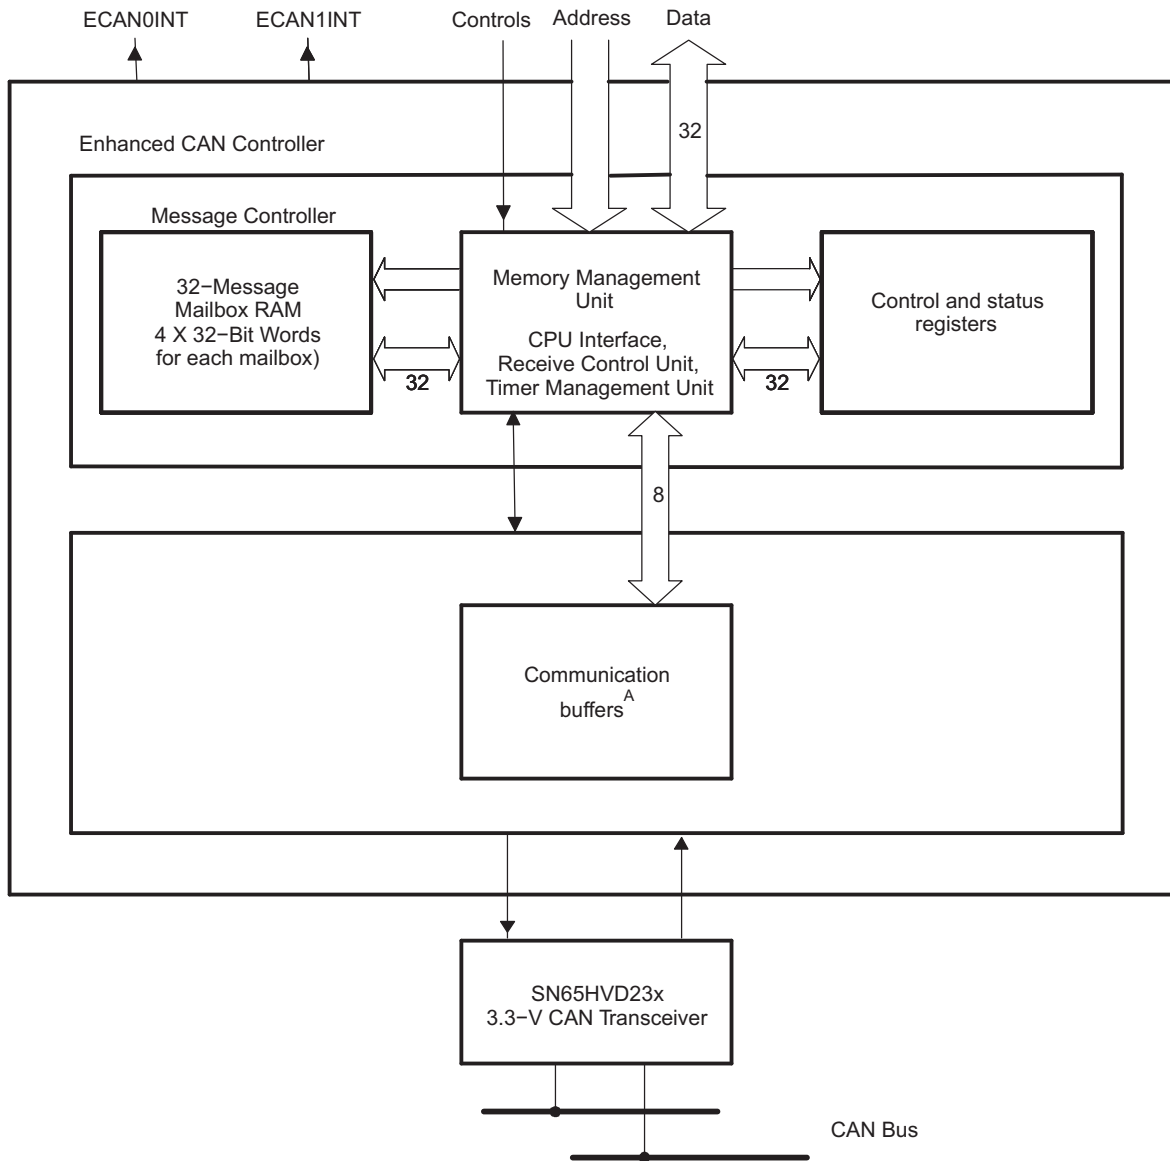 ECAN0INT
ECAN1INT
Controls
Address
Data
32
Enhanced CAN Controller
Message Controller
32−Message
Mailbox RAM
4 X 32−Bit Words
for each mailbox)
32
Memory Management
Unit
CPU Interface,
Receive Control Unit,
Timer Management Unit
32
Control and status
registers
8
Communication
buffers^A
SN65HVD23x
3.3−V CAN Transceiver
CAN Bus